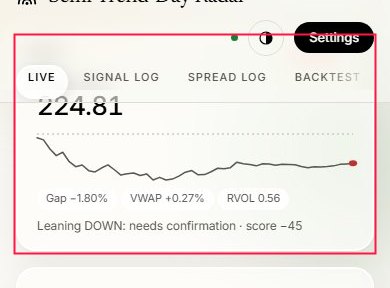 Semi Trend-Day Radar
Settings
LIVE SIGNAL LOG SPREAD LOG BACKTEST
224.81
Gap −1.80% VWAP +0.27% RVOL 0.56
Leaning DOWN: needs confirmation · score −45